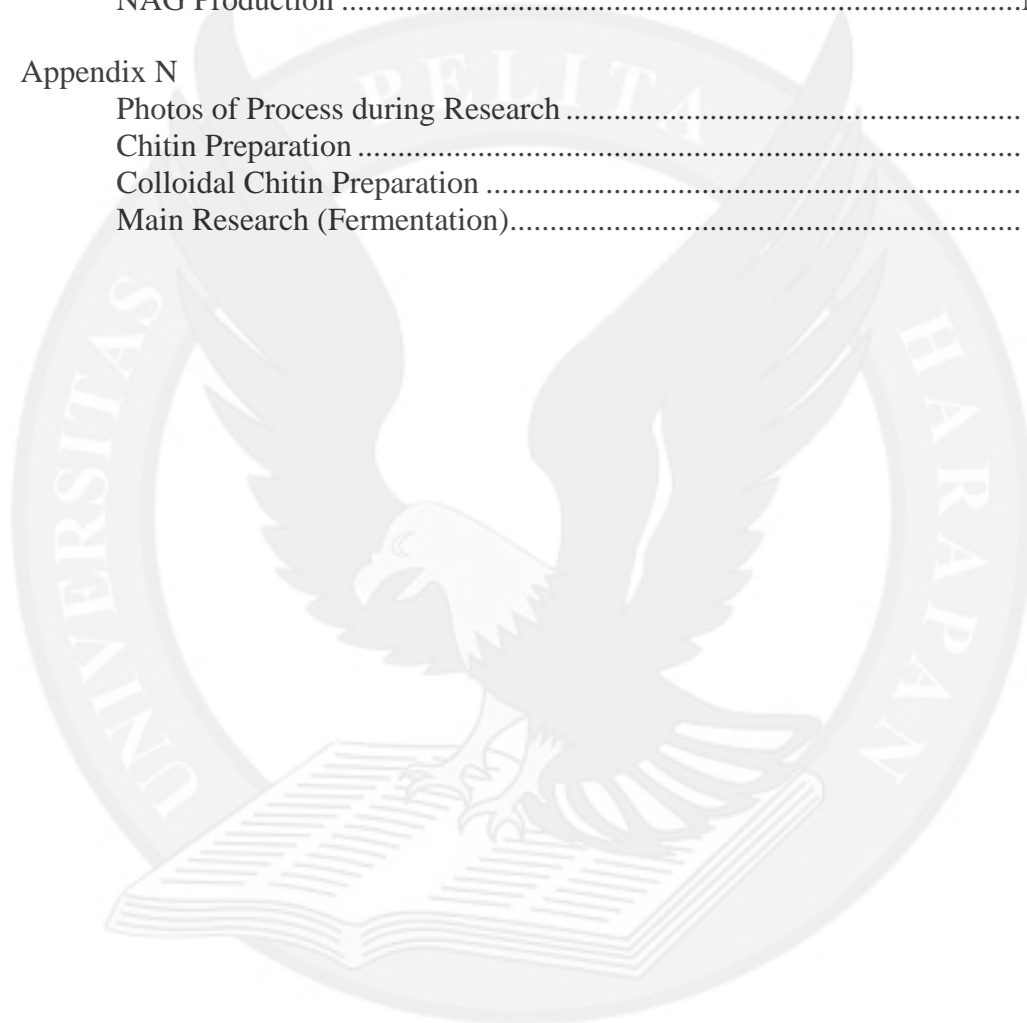 NAG Production ....................................................................................
Appendix N
Photos of Process during Research ........................................................
Chitin Preparation ..................................................................................
Colloidal Chitin Preparation ..................................................................
Main Research (Fermentation)...............................................................
UNIVERSITAS PELITA HARAPAN